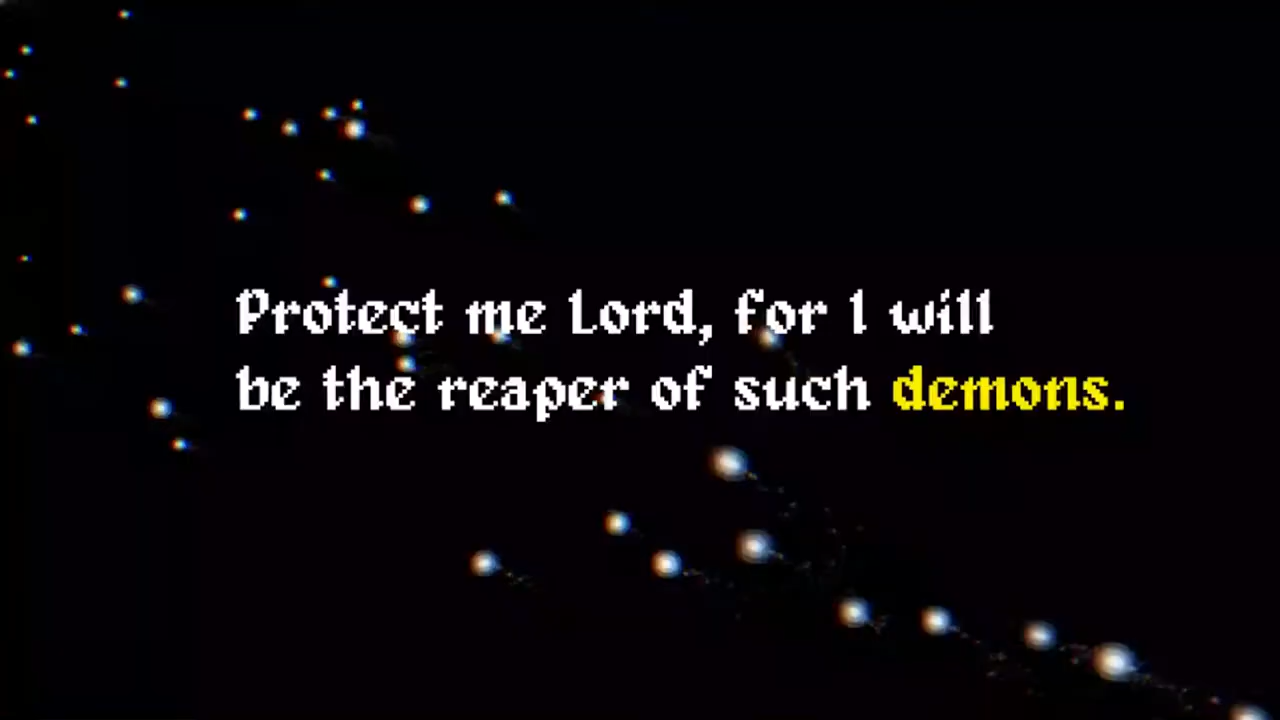 Protect me Lord, for I will
be the reaper of such demons.